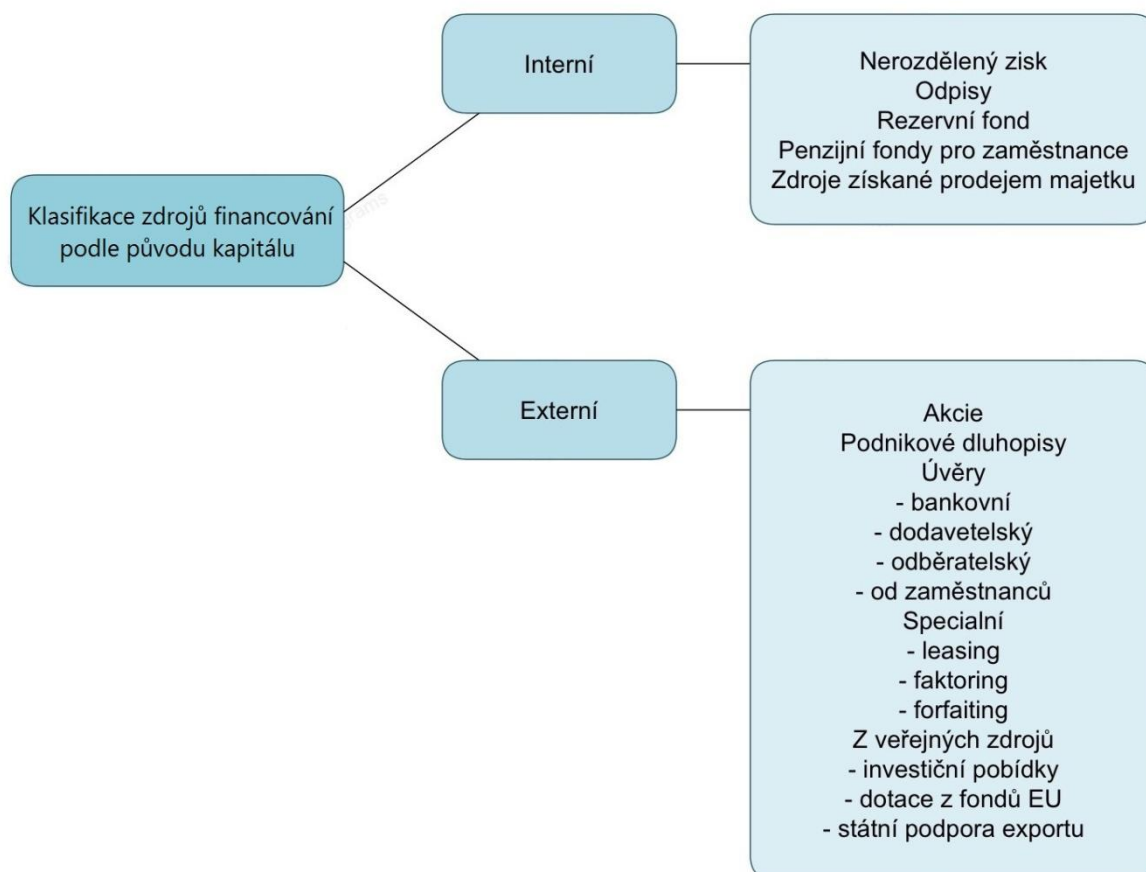 Klasifikace zdrojů financování
podle původu kapitálu
Interní
Nerozdělený zisk
Odpisy
Rezervní fond
Penzijní fondy pro zaměstnance
Zdroje získané prodejem majetku
Externí
Akcie
Podnikové dluhopisy
Úvěry
- bankovní
- dodavetelský
- odběratelský
- od zaměstnanců
Specialní
- leasing
- faktoring
- forfaiting
Z veřejných zdrojů
- investiční pobídky
- dotace z fondů EU
- státní podpora exportu